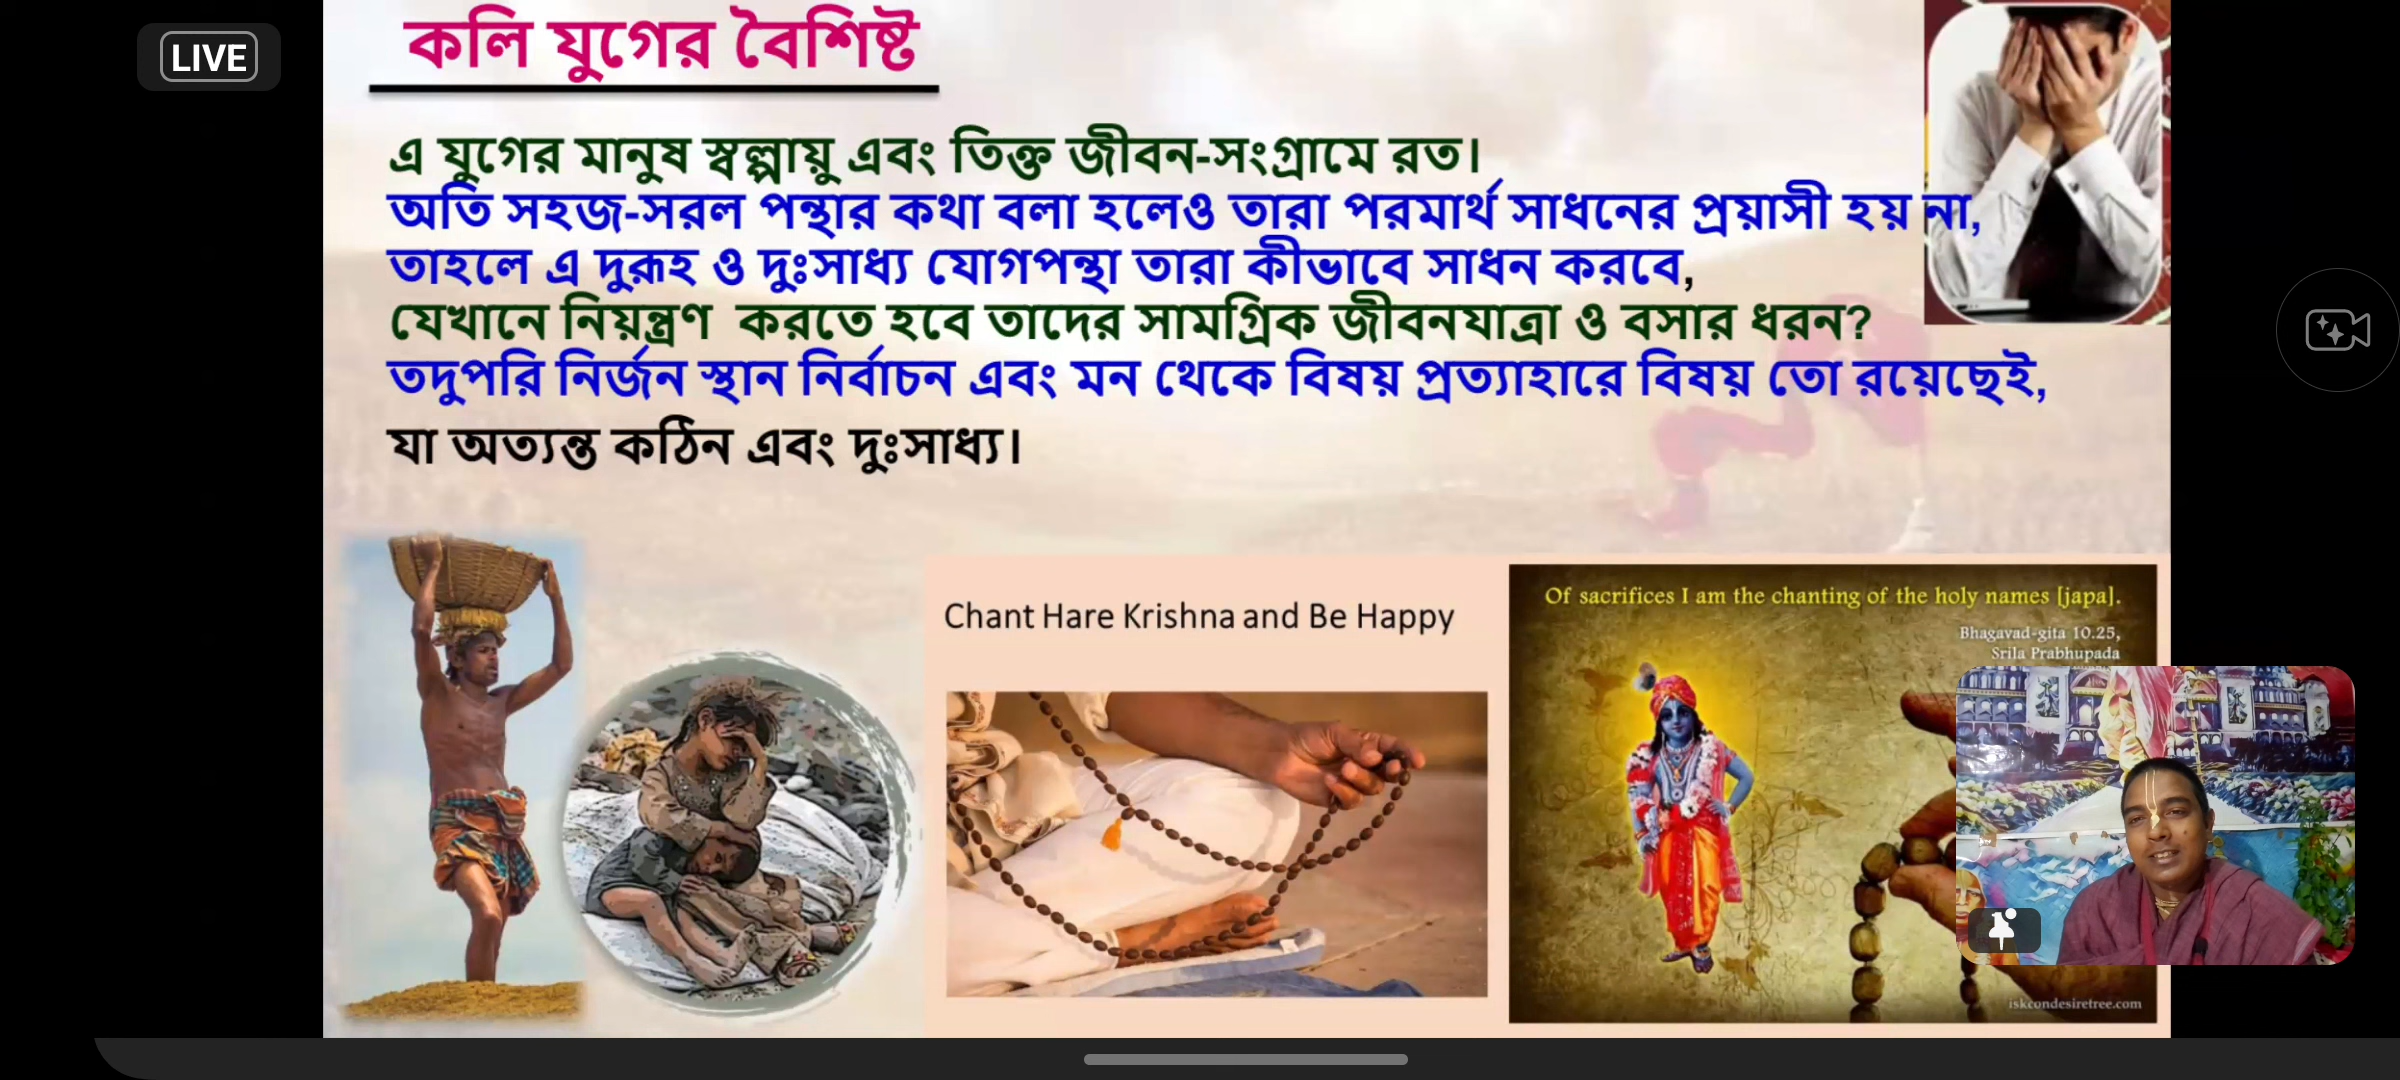 LIVE
কলি যুগের বৈশিষ্ট
এ যুগের মানুষ স্বল্পায়ু এবং তিক্ত জীবন-সংগ্রামে রত।
অতি সহজ-সরল পন্থার কথা বলা হলেও তারা পরমার্থ সাধনের প্রয়াসী হয় না,
তাহলে এ দুরূহ ও দুঃসাধ্য যোগপন্থা তারা কীভাবে সাধন করবে,
যেখানে নিয়ন্ত্রণ করতে হবে তাদের সামগ্রিক জীবনযাত্রা ও বসার ধরন?
তদুপরি নির্জন স্থান নির্বাচন এবং মন থেকে বিষয় প্রত্যাহারে বিষয় তো রয়েছেই,
যা অত্যন্ত কঠিন এবং দুঃসাধ্য।
Chant Hare Krishna and Be Happy
Of sacrifices I am the chanting of the holy names [japa].
Bhagavad-gita 10.25,
Srila Prabhupada
iskcondesiretree.com